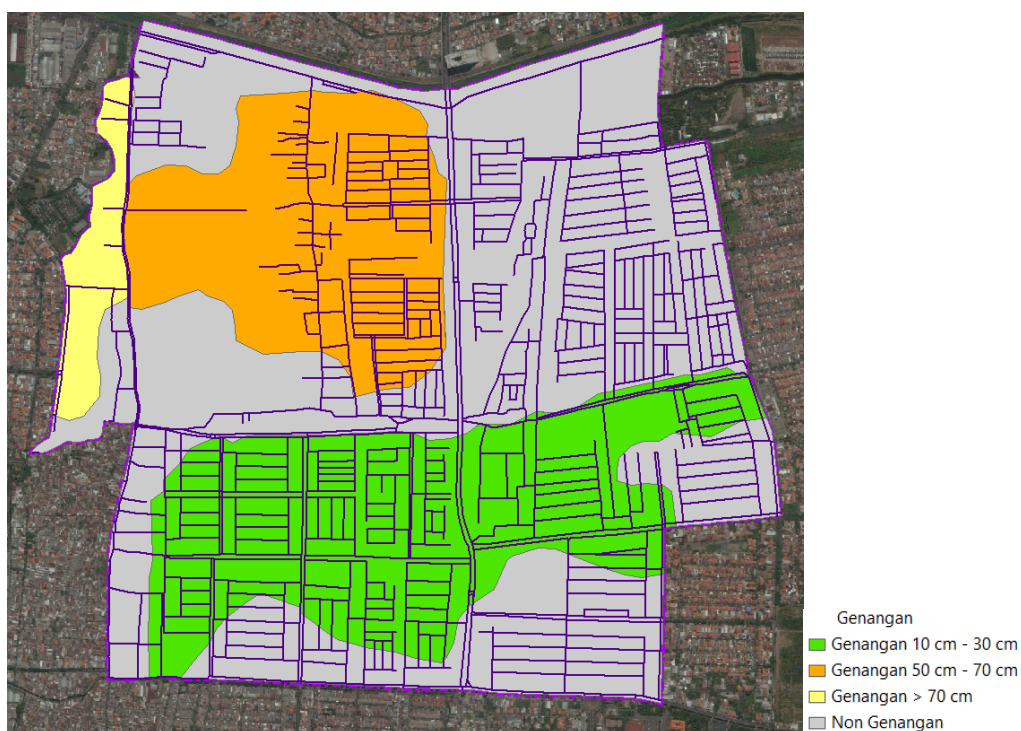 Genangan
Genangan 10 cm - 30 cm
Genangan 50 cm - 70 cm
Genangan > 70 cm
Non Genangan